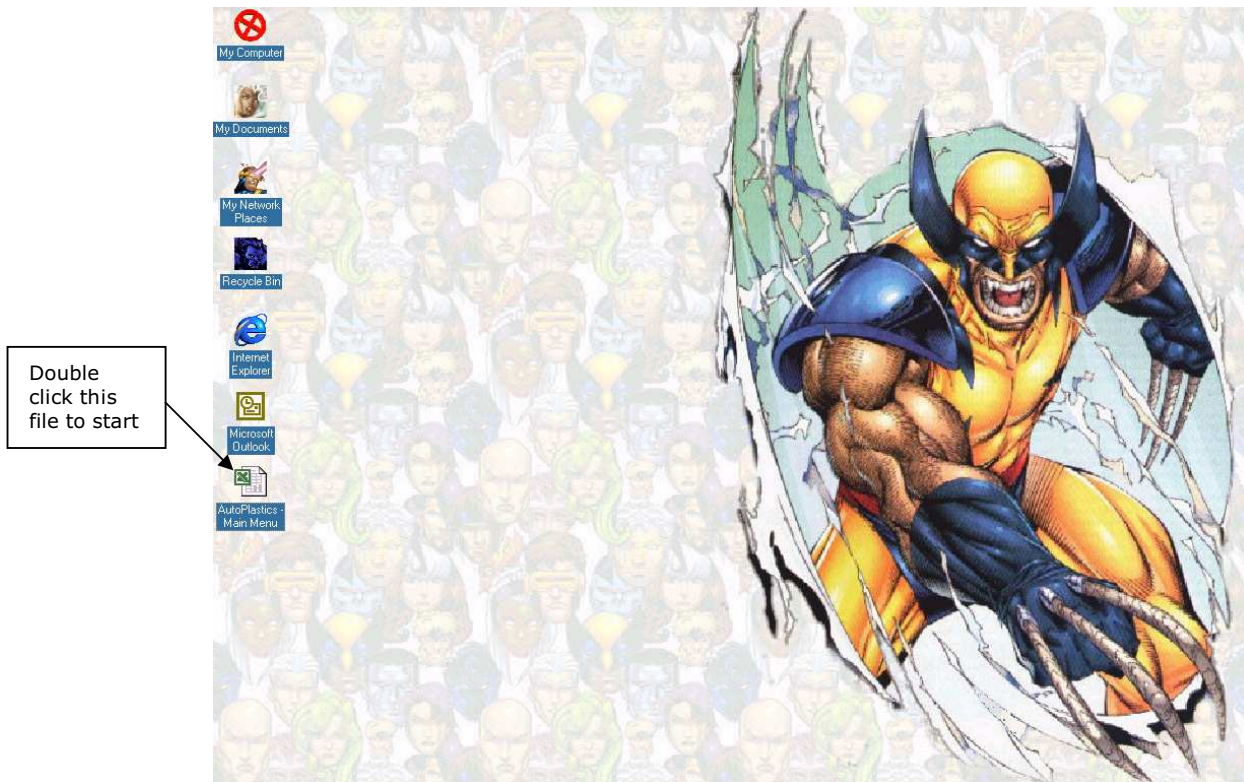 My Computer
My Documents
My Network
Places
Recycle Bin
Internet
Explorer
Microsoft
Outlook
AutoPlastics -
Main Menu
Double
click this
file to start